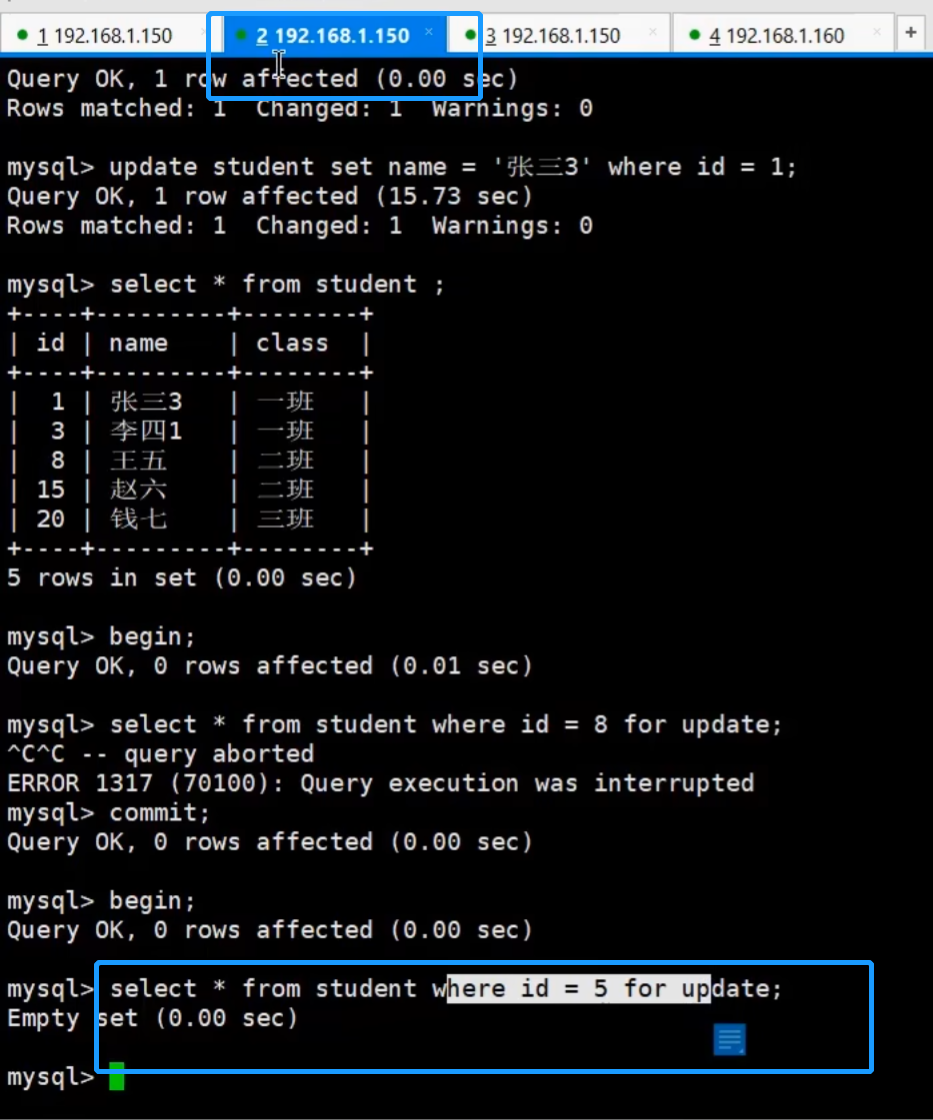 1 192.168.1.150 × 2 192.168.1.150 × 3 192.168.1.150 × 4 192.168.1.160 × +
Query OK, 1 row affected (0.00 sec)
Rows matched: 1  Changed: 1  Warnings: 0
mysql> update student set name = '张三3' where id = 1;
Query OK, 1 row affected (15.73 sec)
Rows matched: 1  Changed: 1  Warnings: 0
mysql> select * from student ;
+----+---------+--------+
| id | name    | class  |
+----+---------+--------+
|  1 | 张三3   | 一班   |
|  3 | 李四1   | 一班   |
|  8 | 王五    | 二班   |
| 15 | 赵六    | 二班   |
| 20 | 钱七    | 三班   |
+----+---------+--------+
5 rows in set (0.00 sec)
mysql> begin;
Query OK, 0 rows affected (0.01 sec)
mysql> select * from student where id = 8 for update;
^C^C -- query aborted
ERROR 1317 (70100): Query execution was interrupted
mysql> commit;
Query OK, 0 rows affected (0.00 sec)
mysql> begin;
Query OK, 0 rows affected (0.00 sec)
mysql> select * from student where id = 5 for update;
Empty set (0.00 sec)
mysql>